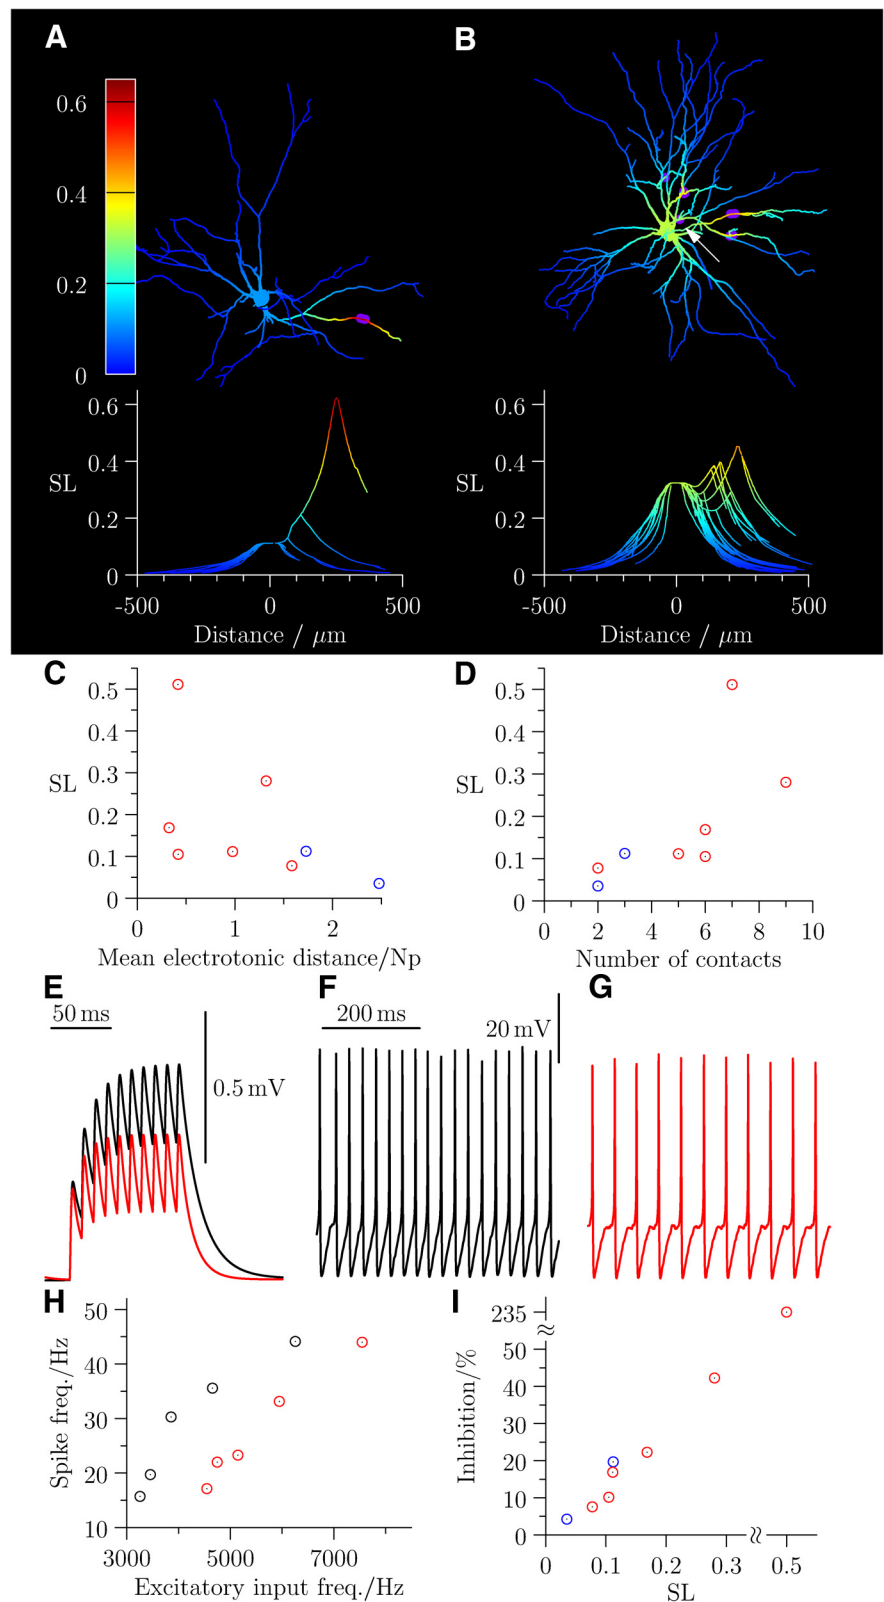 A
B
0.6
0.4
0.2
0
0.6
0.4
SL
0.2
0
-500
0
500
Distance / μm
0.6
0.4
SL
0.2
0
-500
0
500
Distance / μm
C
0.5
0.4
0.3
SL
0.2
0.1
0
0
1
2
Mean electrotonic distance/Np
D
0.5
0.4
0.3
SL
0.2
0.1
0
0
2
4
6
8
10
Number of contacts
E
50 ms
0.5 mV
F
200 ms
20 mV
G
H
50
40
30
20
10
Spike freq./Hz
3000
5000
7000
Excitatory input freq./Hz
I
235
50
40
30
20
10
0
Inhibition/%
0
0.1
0.2
0.3
0.5
SL